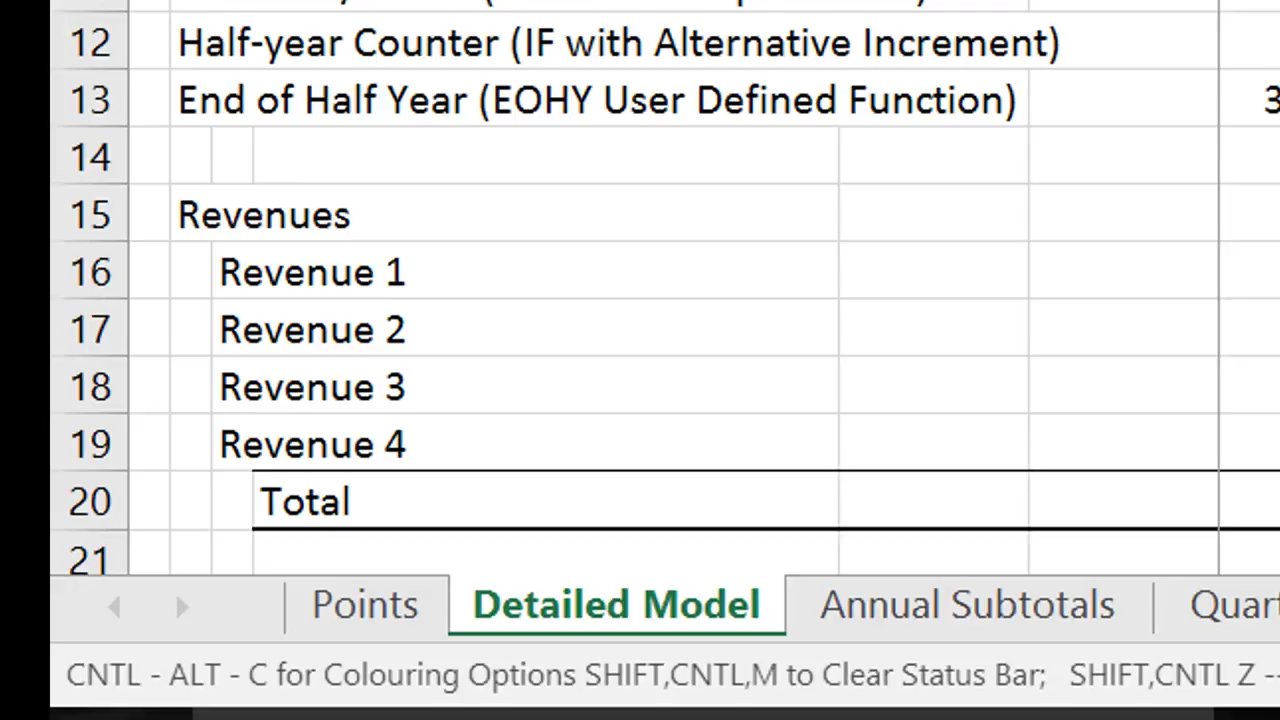 12 Half-year Counter (IF with Alternative Increment)
13 End of Half Year (EOHY User Defined Function) 3
14
15 Revenues
16 Revenue 1
17 Revenue 2
18 Revenue 3
19 Revenue 4
20 Total
21
Points Detailed Model Annual Subtotals Quart
CNTL - ALT - C for Colouring Options SHIFT,CNTL,M to Clear Status Bar; SHIFT,CNTL Z --